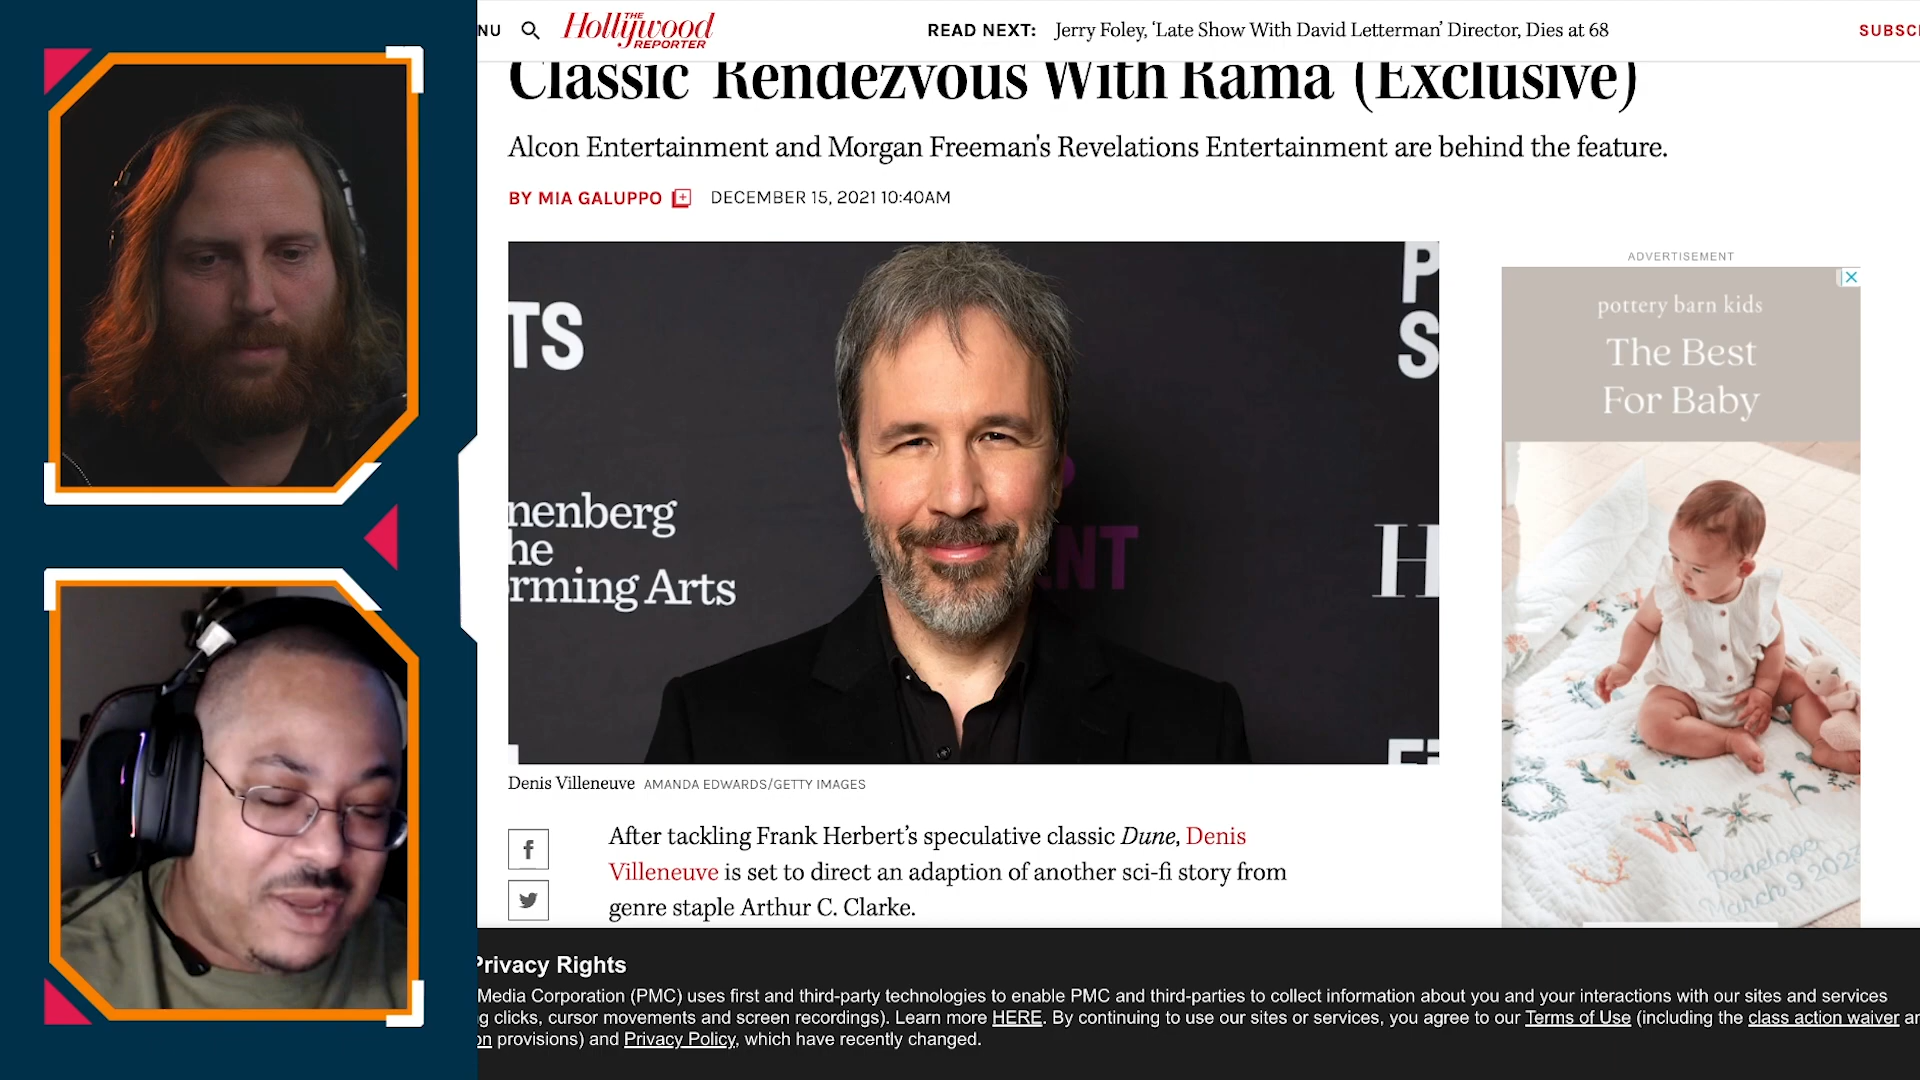 NU
THE
Hollywood
REPORTER
READ NEXT: Jerry Foley, ‘Late Show With David Letterman’ Director, Dies at 68
SUBSC
Classic 'Rendezvous With Rama' (Exclusive)
Alcon Entertainment and Morgan Freeman's Revelations Entertainment are behind the feature.
BY MIA GALUPPO DECEMBER 15, 2021 10:40AM
TS
P
S
nenberg
he
rming Arts
NT
H
Denis Villeneuve AMANDA EDWARDS/GETTY IMAGES
After tackling Frank Herbert’s speculative classic Dune, Denis
Villeneuve is set to direct an adaption of another sci-fi story from
genre staple Arthur C. Clarke.
ADVERTISEMENT
pottery barn kids
The Best
For Baby
Penelope
March 9, 202
Privacy Rights
Media Corporation (PMC) uses first and third-party technologies to enable PMC and third-parties to collect information about you and your interactions with our sites and services
g clicks, cursor movements and screen recordings). Learn more HERE. By continuing to use our sites or services, you agree to our Terms of Use (including the class action waiver ar
on provisions) and Privacy Policy, which have recently changed.